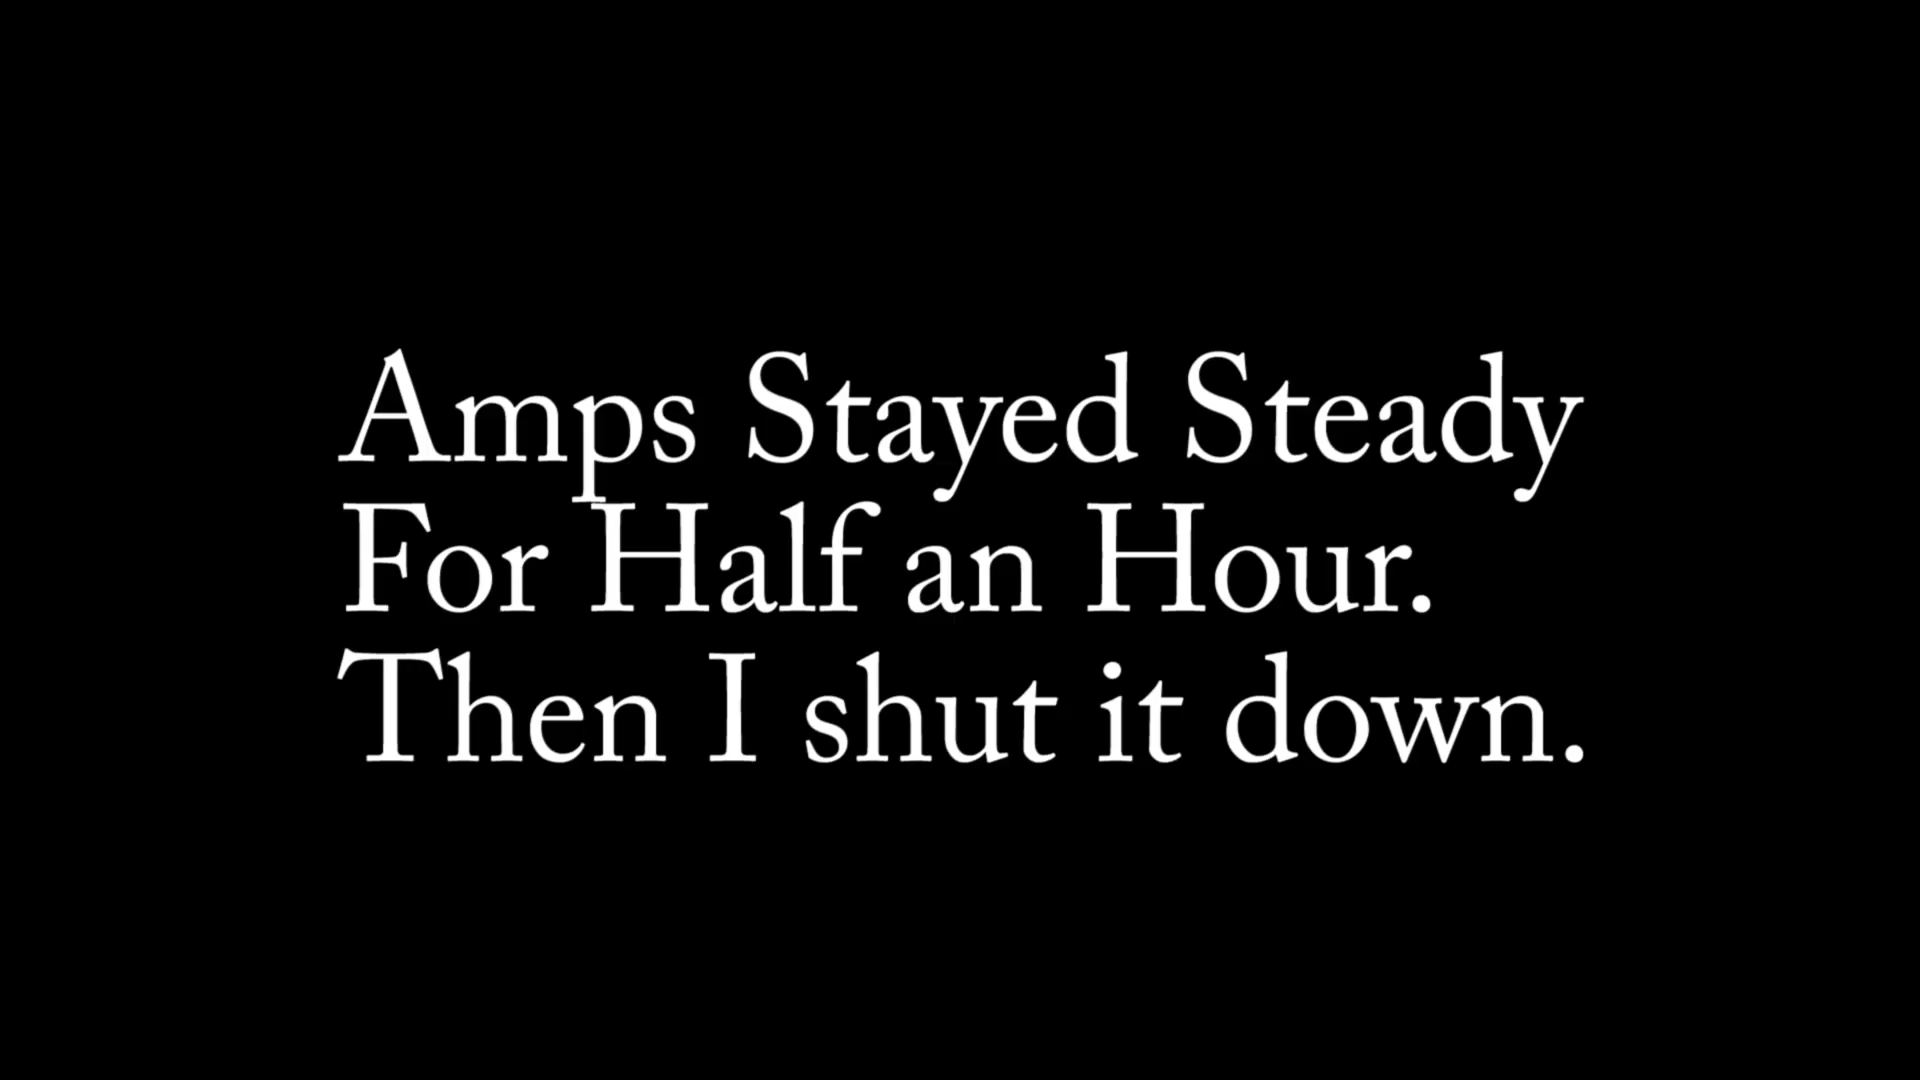 Amps Stayed Steady
For Half an Hour.
Then I shut it down.